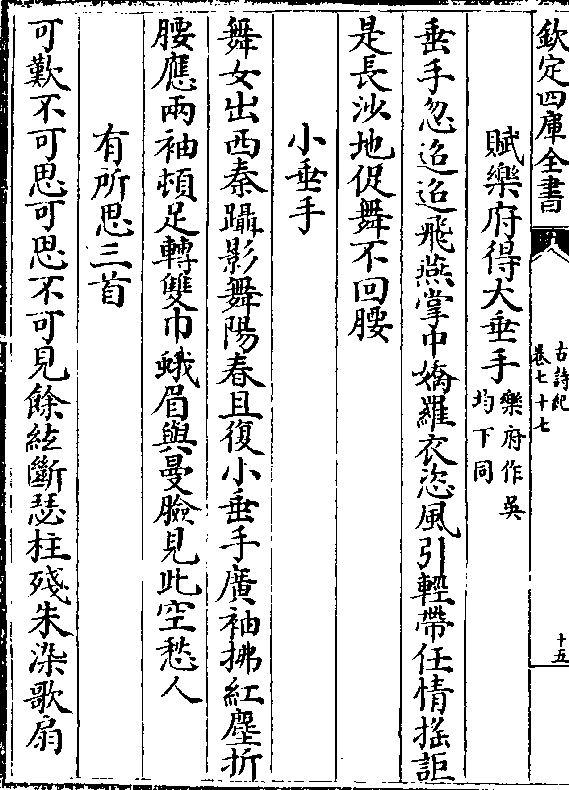 欽定四庫全書
古詩紀
卷七十七
十五
賦樂府得大垂手
樂府作吳
均下同
垂手忽迢迢飛燕掌中嬌羅衣恣風引輕帶任情揺詎
是長沙地促舞不回腰
小垂手
舞女出西秦躡影舞陽春且復小垂手廣袖拂紅塵折
腰應兩袖頓足轉雙巾蛾眉與曼臉見此空愁人
有所思三首
可歎不可思可思不可見餘絃斷瑟柱殘朱染歌扇